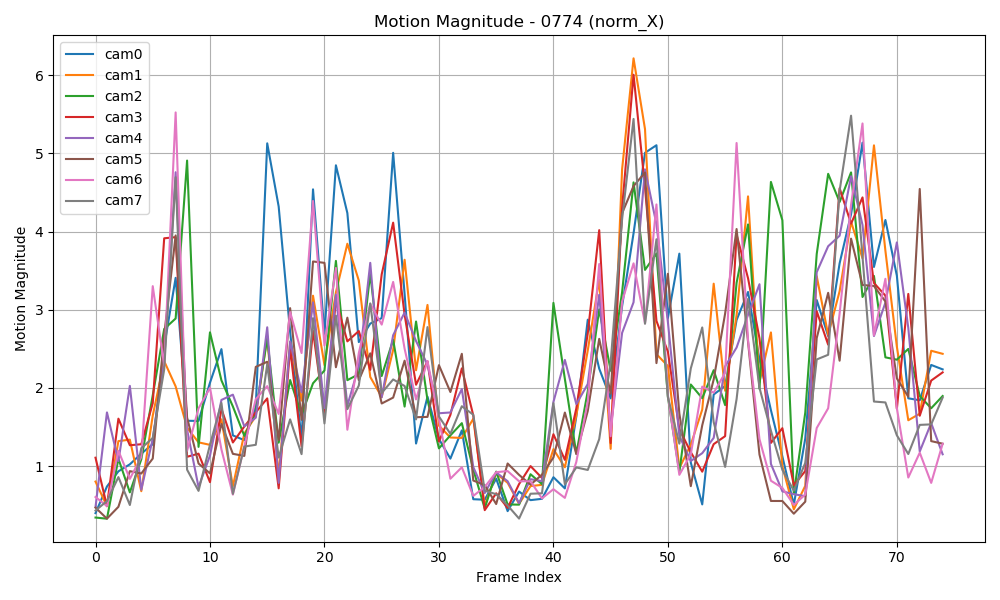 Motion Magnitude - 0774 (norm_X)
cam0
cam1
cam2
cam3
cam4
cam5
cam6
cam7
Motion Magnitude
6
5
4
3
2
1
0 10 20 30 40 50 60 70
Frame Index